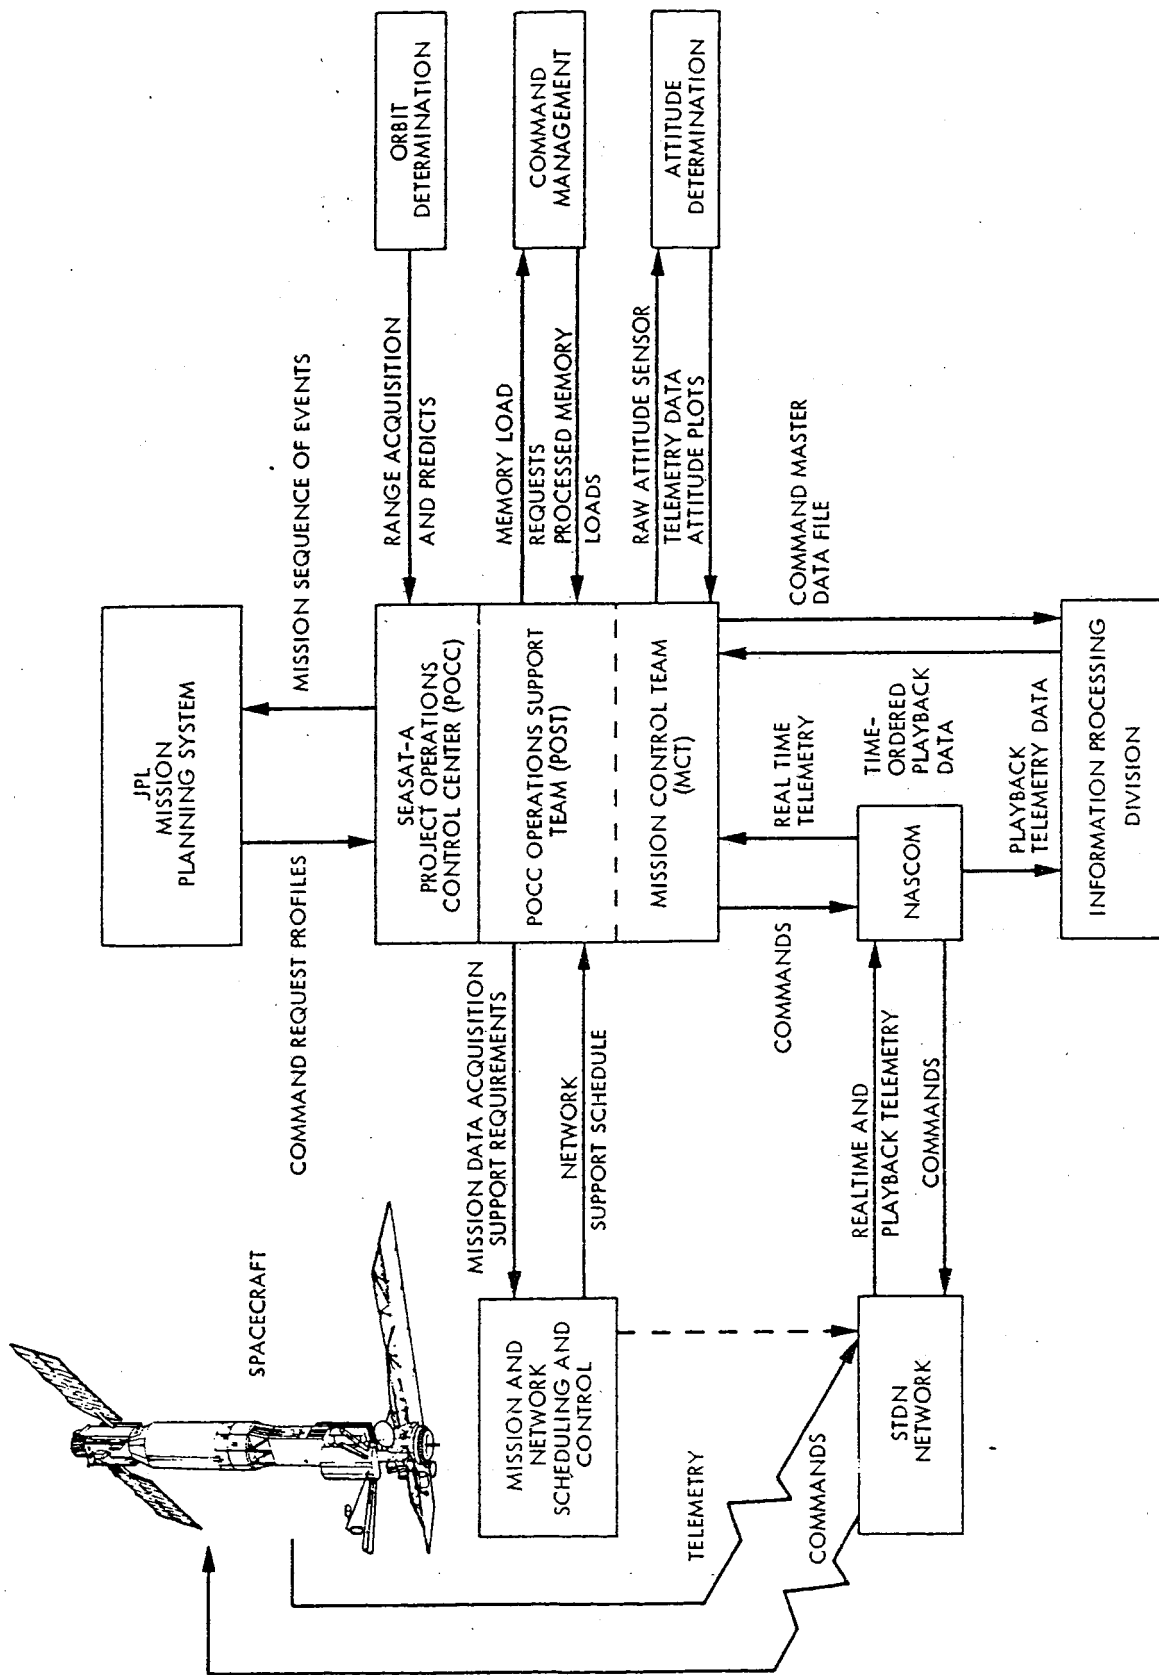 SPACECRAFT
JPL
MISSION
PLANNING SYSTEM
COMMAND REQUEST PROFILES
MISSION SEQUENCE OF EVENTS
SEASAT-A
PROJECT OPERATIONS
CONTROL CENTER (POCC)
POCC OPERATIONS SUPPORT
TEAM (POST)
MISSION CONTROL TEAM
(MCT)
RANGE ACQUISITION
AND PREDICTS
ORBIT
DETERMINATION
MEMORY LOAD
REQUESTS
PROCESSED MEMORY
LOADS
COMMAND
MANAGEMENT
RAW ATTITUDE SENSOR
TELEMETRY DATA
ATTITUDE PLOTS
ATTITUDE
DETERMINATION
MISSION DATA ACQUISITION
SUPPORT REQUIREMENTS
NETWORK
SUPPORT SCHEDULE
MISSION AND
NETWORK
SCHEDULING AND
CONTROL
TELEMETRY
COMMANDS
STDN
NETWORK
REALTIME AND
PLAYBACK TELEMETRY
COMMANDS
COMMANDS
REAL TIME
TELEMETRY
NASCOM
TIME-
ORDERED
PLAYBACK
DATA
COMMAND MASTER
DATA FILE
PLAYBACK
TELEMETRY DATA
INFORMATION PROCESSING
DIVISION